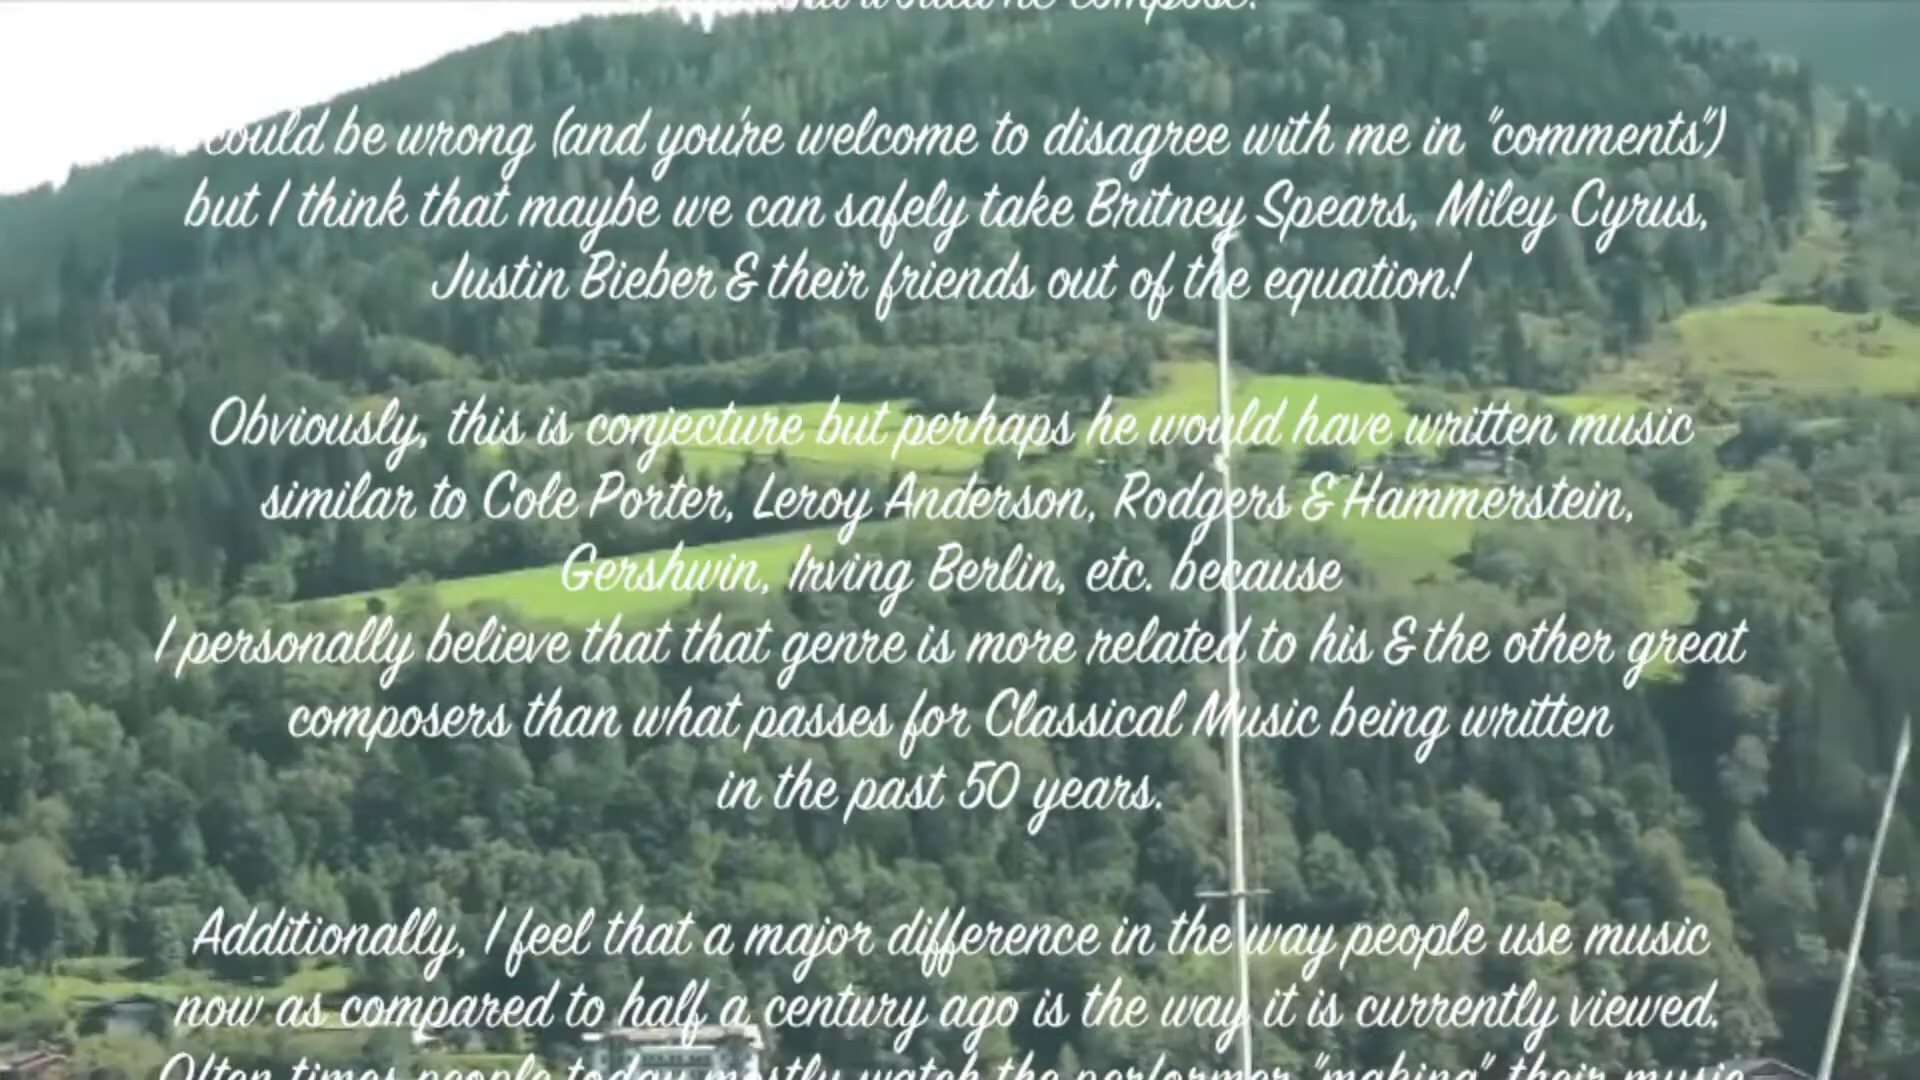 would he compose.
could be wrong (and you're welcome to disagree with me in "comments")
but I think that maybe we can safely take Britney Spears, Miley Cyrus,
Justin Bieber & their friends out of the equation!
Obviously, this is conjecture but perhaps he would have written music
similar to Cole Porter, Leroy Anderson, Rodgers & Hammerstein,
Gershwin, Irving Berlin, etc. because
I personally believe that that genre is more related to his & the other great
composers than what passes for Classical Music being written
in the past 50 years.
Additionally, I feel that a major difference in the way people use music
now as compared to half a century ago is the way it is currently viewed.
Often times people today mostly watch the performer "making" their music